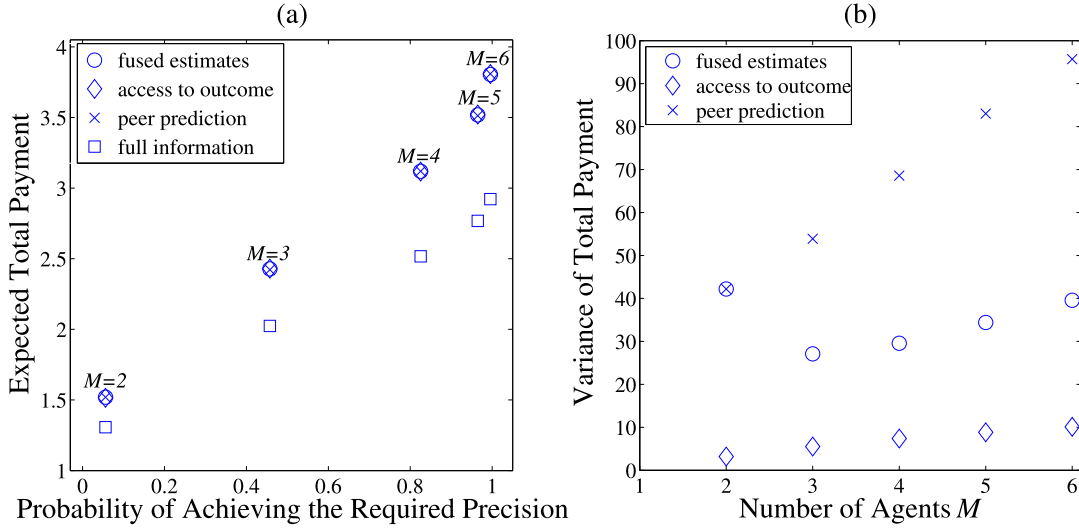 (a)
Expected Total Payment
4
3.5
3
2.5
2
1.5
1
fused estimates
access to outcome
peer prediction
full information
M=6
M=5
M=4
M=3
M=2
0 0.2 0.4 0.6 0.8 1
Probability of Achieving the Required Precision
(b)
Variance of Total Payment
100
90
80
70
60
50
40
30
20
10
0
fused estimates
access to outcome
peer prediction
1 2 3 4 5 6
Number of Agents M